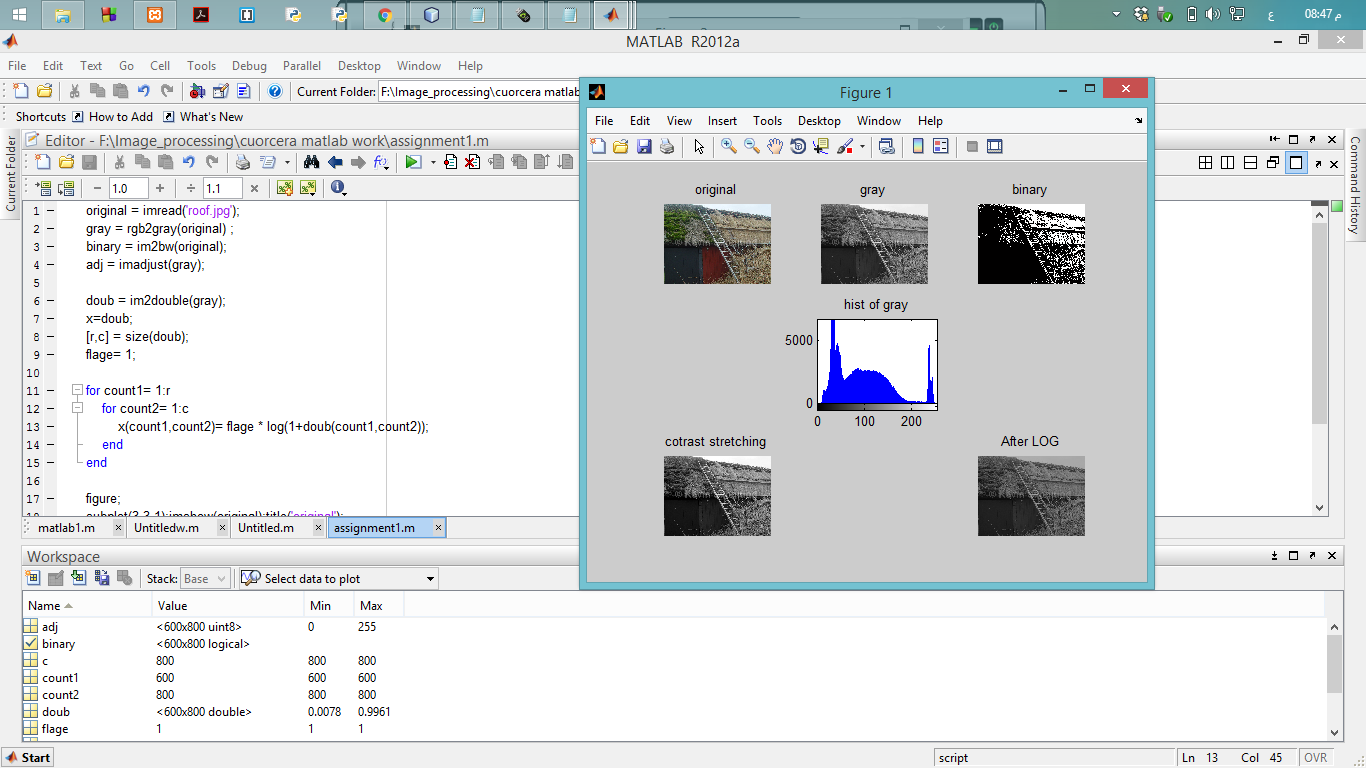 ع
08:47 م
MATLAB R2012a
File Edit Text Go Cell Tools Debug Parallel Desktop Window Help
Current Folder: F:\Image_processing\cuorcera matlab
Shortcuts How to Add What's New
Current Folder
Editor - F:\Image_processing\cuorcera matlab work\assignment1.m
1.0 1.1
1 original = imread('roof.jpg');
2 gray = rgb2gray(original) ;
3 binary = im2bw(original);
4 adj = imadjust(gray);
5
6 doub = im2double(gray);
7 x=doub;
8 [r,c] = size(doub);
9 flage= 1;
10
11 for count1= 1:r
12 for count2= 1:c
13 x(count1,count2)= flage * log(1+doub(count1,count2));
14 end
15 end
16
17 figure;
18 subplot(3,3,1);imshow(original);title('original');
matlab1.m Untitledw.m Untitled.m assignment1.m
Figure 1
File Edit View Insert Tools Desktop Window Help
original gray binary
hist of gray
5000
0
0 100 200
cotrast stretching After LOG
Command History
Workspace
Stack: Base Select data to plot
Name Value Min Max
adj <600x800 uint8> 0 255
binary <600x800 logical>
c 800 800 800
count1 600 600 600
count2 800 800 800
doub <600x800 double> 0.0078 0.9961
flage 1 1 1
Start script Ln 13 Col 45 OVR